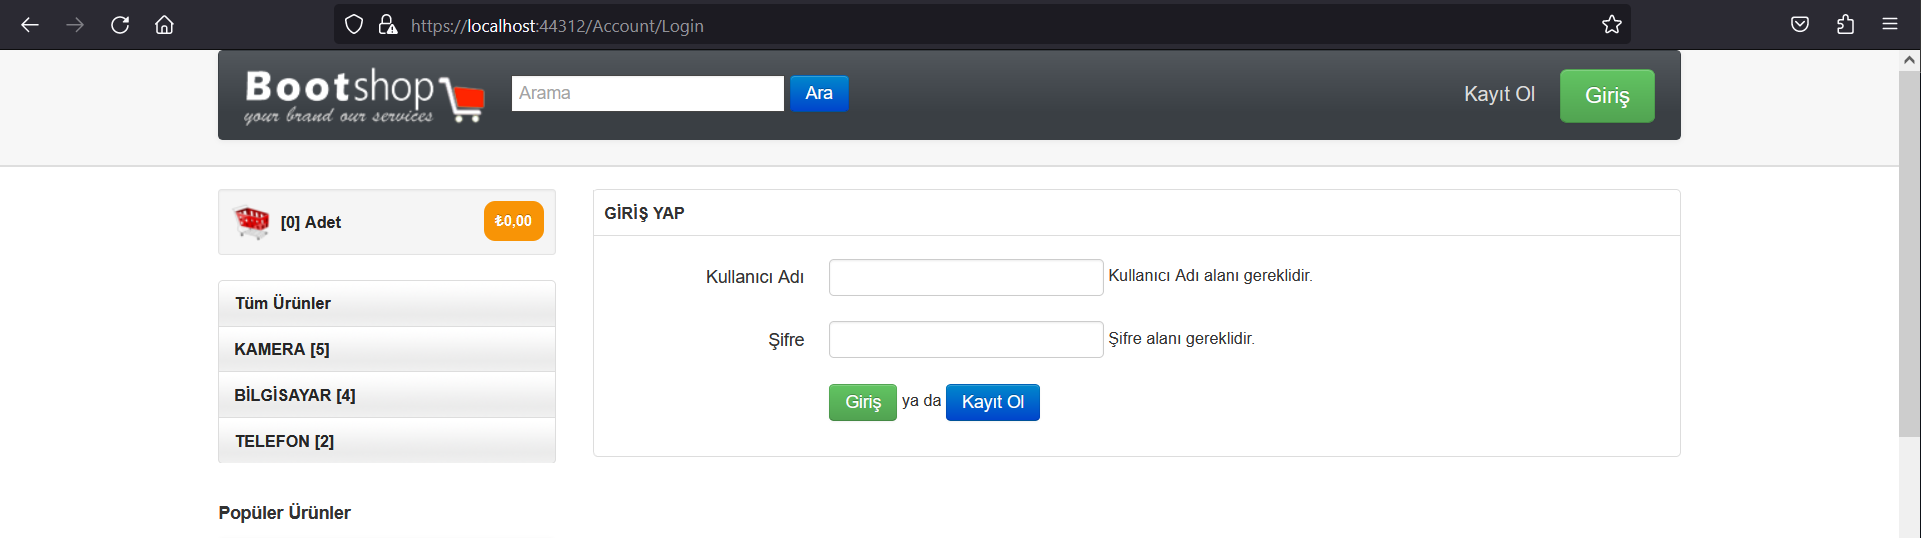 https://localhost:44312/Account/Login
Bootshop
your brand our services
Arama
Ara
Kayıt Ol
Giriş
[0] Adet
₺0,00
Tüm Ürünler
KAMERA [5]
BİLGİSAYAR [4]
TELEFON [2]
Popüler Ürünler
GİRİŞ YAP
Kullanıcı Adı
Kullanıcı Adı alanı gereklidir.
Şifre
Şifre alanı gereklidir.
Giriş ya da Kayıt Ol